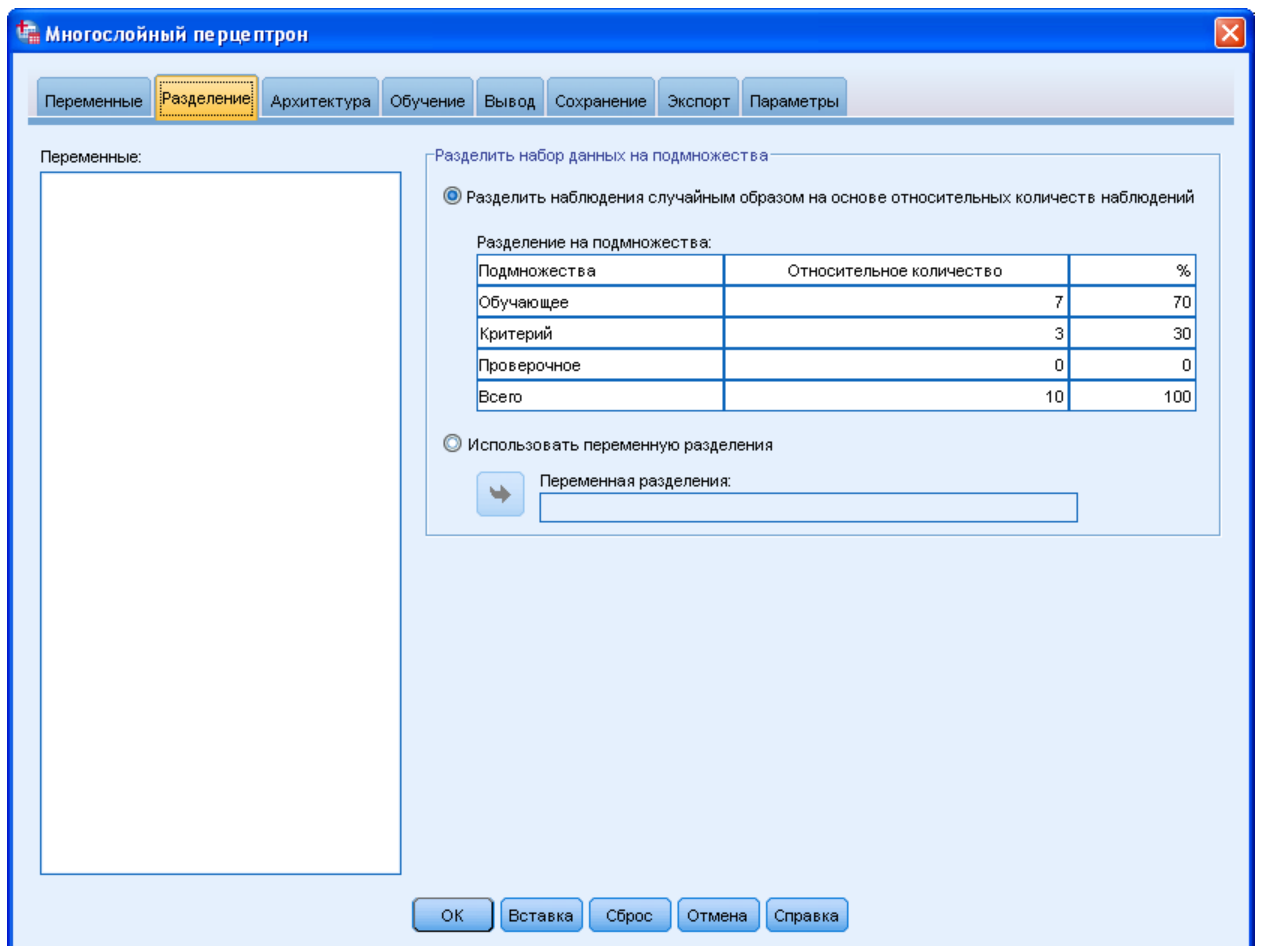 Многослойный перцептрон
Переменные Разделение Архитектура Обучение Вывод Сохранение Экспорт Параметры
Переменные:
Разделить набор данных на подмножества
Разделить наблюдения случайным образом на основе относительных количеств наблюдений
Разделение на подмножества:
Подмножества Относительное количество %
Обучающее 7 70
Критерий 3 30
Проверочное 0 0
Всего 10 100
Использовать переменную разделения
Переменная разделения:
OK Вставка Сброс Отмена Справка